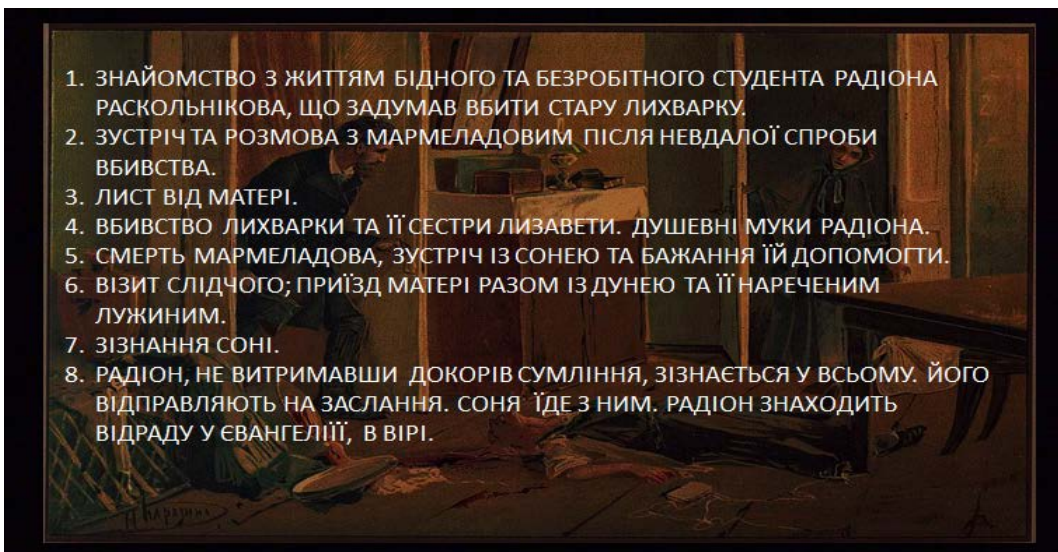 1. ЗНАЙОМСТВО З ЖИТТЯМ БІДНОГО ТА БЕЗРОБІТНОГО СТУДЕНТА РАДІОНА
РАСКОЛЬНІКОВА, ЩО ЗАДУМАВ ВБИТИ СТАРУ ЛИХВАРКУ.
2. ЗУСТРІЧ ТА РОЗМОВА З МАРМЕЛАДОВИМ ПІСЛЯ НЕВДАЛОЇ СПРОБИ
ВБИВСТВА.
3. ЛИСТ ВІД МАТЕРІ.
4. ВБИВСТВО ЛИХВАРКИ ТА ЇЇ СЕСТРИ ЛИЗАВЕТИ. ДУШЕВНІ МУКИ РАДІОНА.
5. СМЕРТЬ МАРМЕЛАДОВА, ЗУСТРІЧ ІЗ СОНЕЮ ТА БАЖАННЯ ЇЙ ДОПОМОГТИ.
6. ВІЗИТ СЛІДЧОГО; ПРИЇЗД МАТЕРІ РАЗОМ ІЗ ДУНЕЮ ТА ЇЇ НАРЕЧЕНИМ
ЛУЖИНИМ.
7. ЗІЗНАННЯ СОНІ.
8. РАДІОН, НЕ ВИТРИМАВШИ ДОКОРІВ СУМЛІННЯ, ЗІЗНАЄТЬСЯ У ВСЬОМУ. ЙОГО
ВІДПРАВЛЯЮТЬ НА ЗАСЛАННЯ. СОНЯ ЇДЕ З НИМ. РАДІОН ЗНАХОДИТЬ
ВІДРАДУ У ЄВАНГЕЛІЇЇ, В ВІРІ.